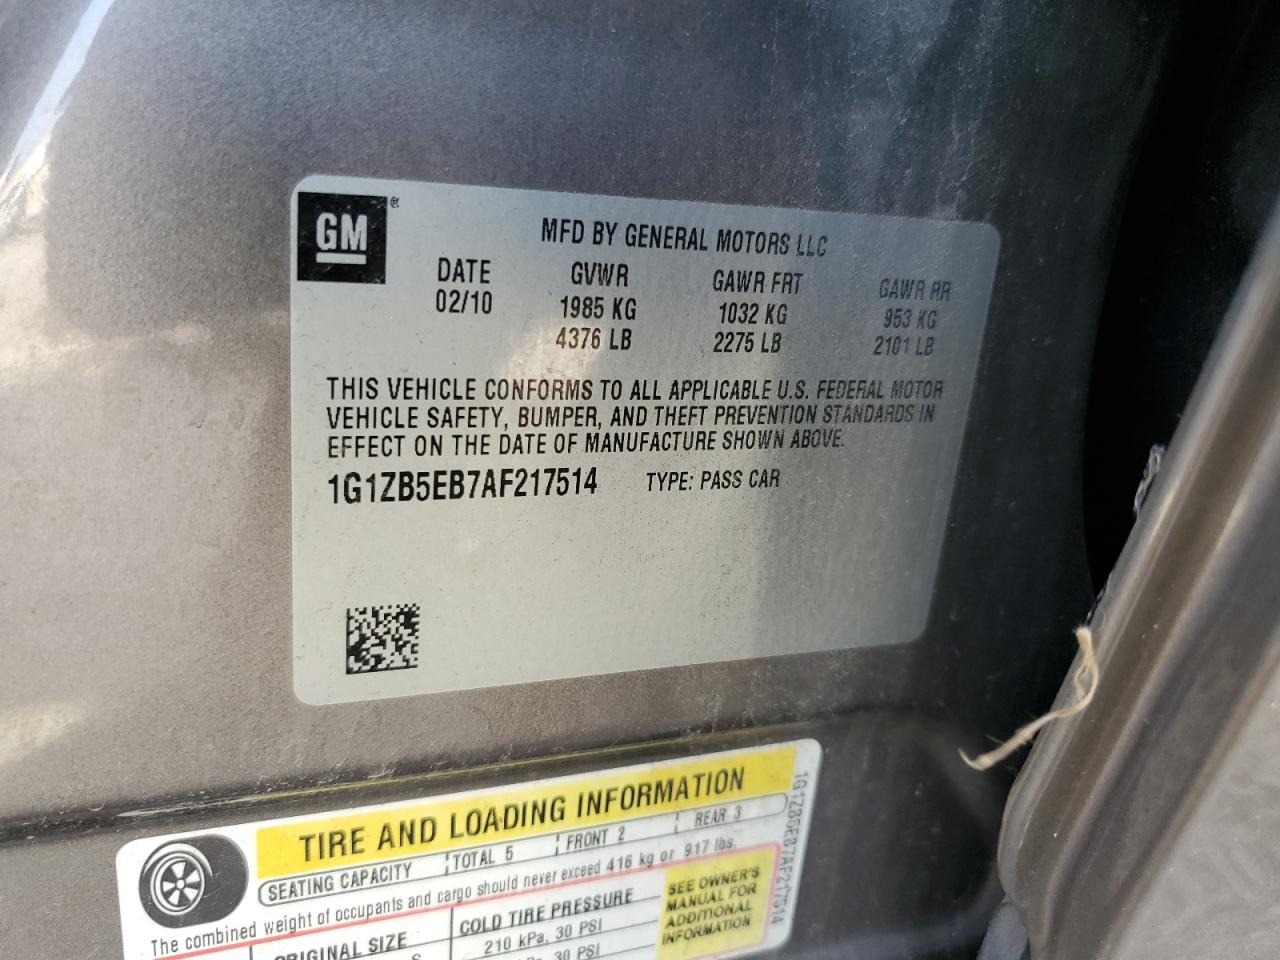 GM®
MFD BY GENERAL MOTORS LLC
DATE GVWR GAWR FRT GAWR RR
02/10 1985 KG 1032 KG 953 KG
4376 LB 2275 LB 2101 LB
THIS VEHICLE CONFORMS TO ALL APPLICABLE U.S. FEDERAL MOTOR
VEHICLE SAFETY, BUMPER, AND THEFT PREVENTION STANDARDS IN
EFFECT ON THE DATE OF MANUFACTURE SHOWN ABOVE.
1G1ZB5EB7AF217514 TYPE: PASS CAR
TIRE AND LOADING INFORMATION
SEATING CAPACITY TOTAL 5 FRONT 2 REAR 3
The combined weight of occupants and cargo should never exceed 416 kg or 917 lbs.
ORIGINAL SIZE COLD TIRE PRESSURE
210 kPa, 30 PSI
30 PSI
SEE OWNER'S
MANUAL FOR
ADDITIONAL
INFORMATION
1G1ZB5EB7AF217514